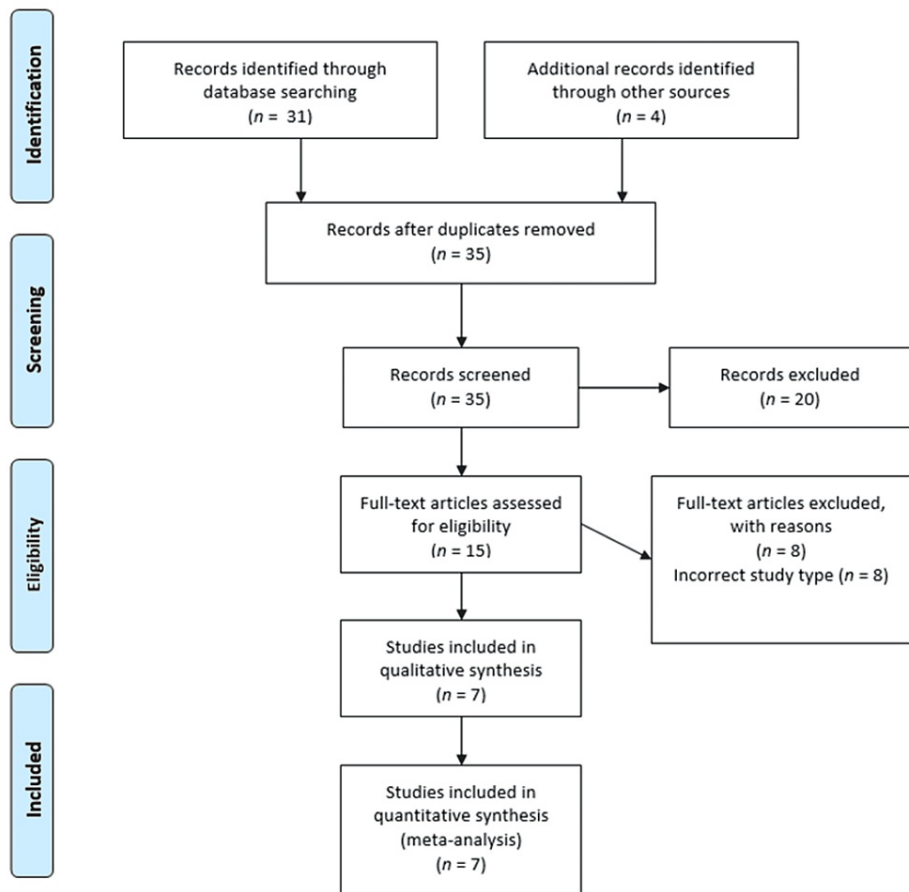 Identification
Records identified through
database searching
(n = 31)
Additional records identified
through other sources
(n = 4)
Records after duplicates removed
(n = 35)
Screening
Records screened
(n = 35)
Records excluded
(n = 20)
Eligibility
Full-text articles assessed
for eligibility
(n = 15)
Full-text articles excluded,
with reasons
(n = 8)
Incorrect study type (n = 8)
Studies included in
qualitative synthesis
(n = 7)
Included
Studies included in
quantitative synthesis
(meta-analysis)
(n = 7)